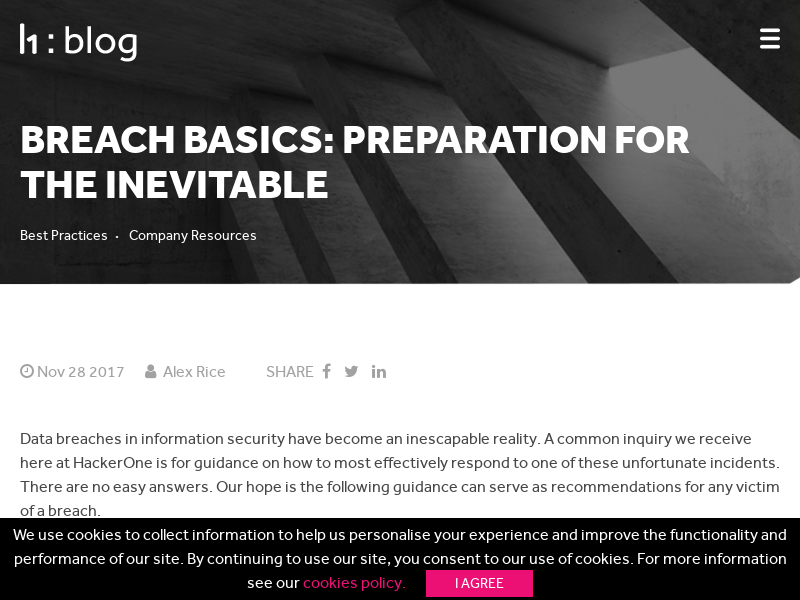 h1 : blog
BREACH BASICS: PREPARATION FOR
THE INEVITABLE
Best Practices · Company Resources
Nov 28 2017 Alex Rice SHARE
Data breaches in information security have become an inescapable reality. A common inquiry we receive
here at HackerOne is for guidance on how to most effectively respond to one of these unfortunate incidents.
There are no easy answers. Our hope is the following guidance can serve as recommendations for any victim
of a breach.
We use cookies to collect information to help us personalise your experience and improve the functionality and
performance of our site. By continuing to use our site, you consent to our use of cookies. For more information
see our cookies policy. I AGREE